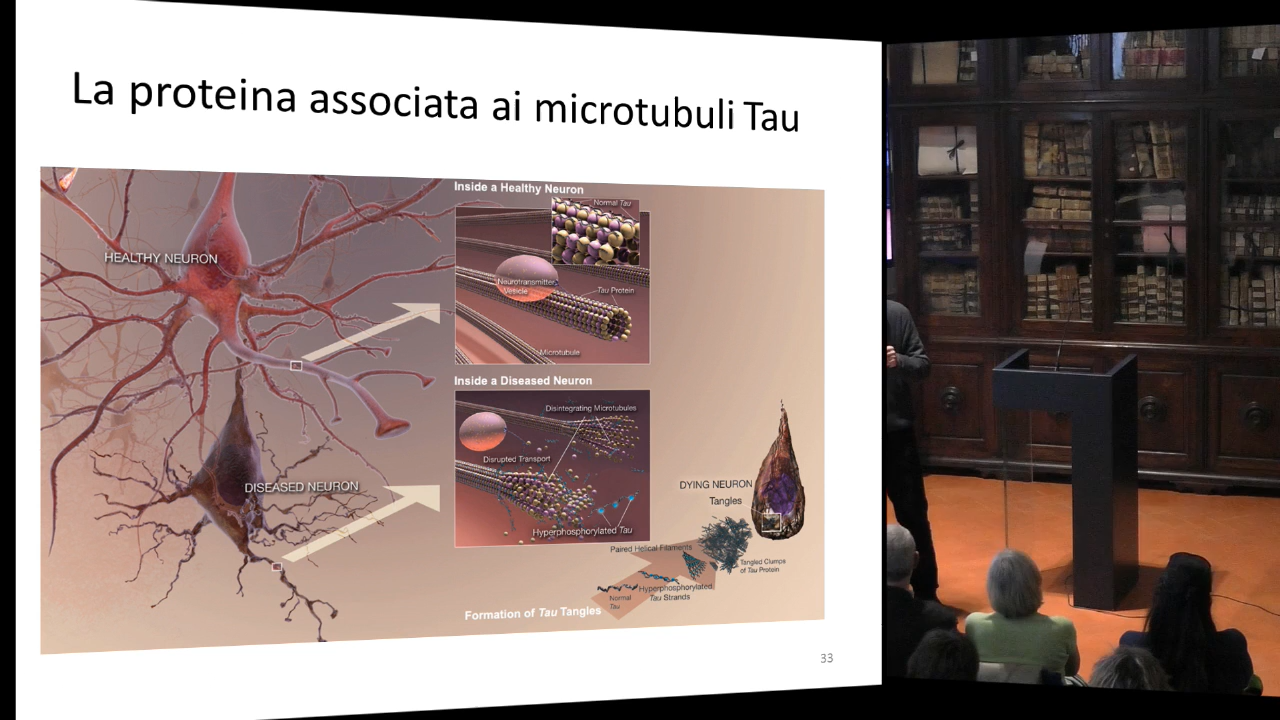 La proteina associata ai microtubuli Tau
HEALTHY NEURON
Inside a Healthy Neuron
Normal Tau
Neurotransmitter
Vesicle
Tau Protein
Microtubule
DISEASED NEURON
Inside a Diseased Neuron
Disintegrating Microtubules
Disrupted Transport
Hyperphosphorylated Tau
DYING NEURON
Tangles
Paired Helical Filaments
Tangled Clumps
of Tau Protein
Hyperphosphorylated
Tau Strands
Normal
Tau
Formation of Tau Tangles
33